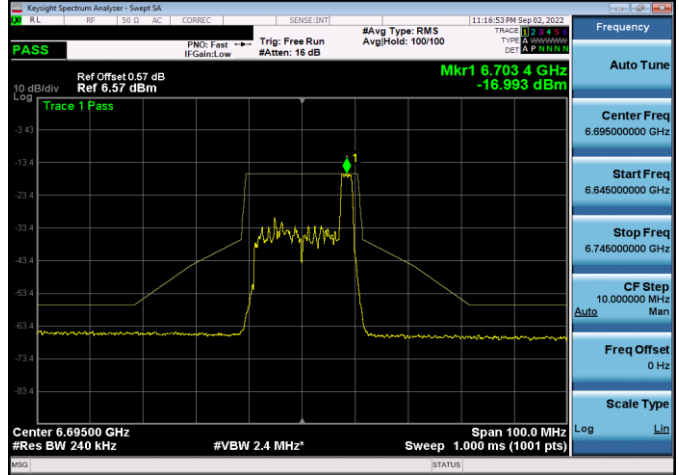 Keysight Spectrum Analyzer - Swept SA
LXI RL RF 50 Ω AC CORREC SENSE:INT 11:16:53 PM Sep 02, 2022
PASS
PNO: Fast
IFGain:Low
Trig: Free Run
#Atten: 16 dB
#Avg Type: RMS
Avg|Hold: 100/100
TRACE 1 2 3 4 5 6
TYPE A WWWWW
DET A P N N N N
10 dB/div
Log
Ref Offset 0.57 dB
Ref 6.57 dBm
Mkr1 6.703 4 GHz
-16.993 dBm
Trace 1 Pass
1
-3.43
-13.4
-23.4
-33.4
-43.4
-53.4
-63.4
-73.4
-83.4
Center 6.69500 GHz
#Res BW 240 kHz
#VBW 2.4 MHz*
Span 100.0 MHz
Sweep 1.000 ms (1001 pts)
MSG
STATUS
Frequency
Auto Tune
Center Freq
6.695000000 GHz
Start Freq
6.645000000 GHz
Stop Freq
6.745000000 GHz
CF Step
10.000000 MHz
Auto Man
Freq Offset
0 Hz
Scale Type
Log Lin